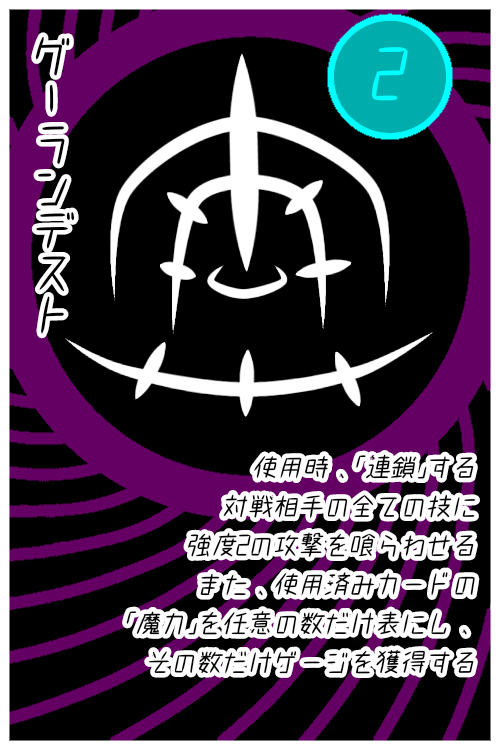 グーランデスト
2
使用時、「連鎖」する
対戦相手の全ての技に
強度2の攻撃を喰らわせる
また、使用済みカードの
「魔力」を任意の数だけ表にし、
その数だけゲージを獲得する